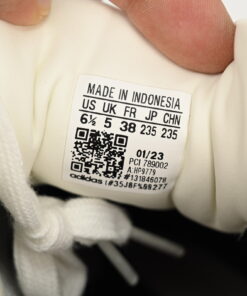 MADE IN INDONESIA
US UK FR JP CHN
6½ 5 38 235 235
01/23
PCI 789002
A.HP9779
#131846078
adidas